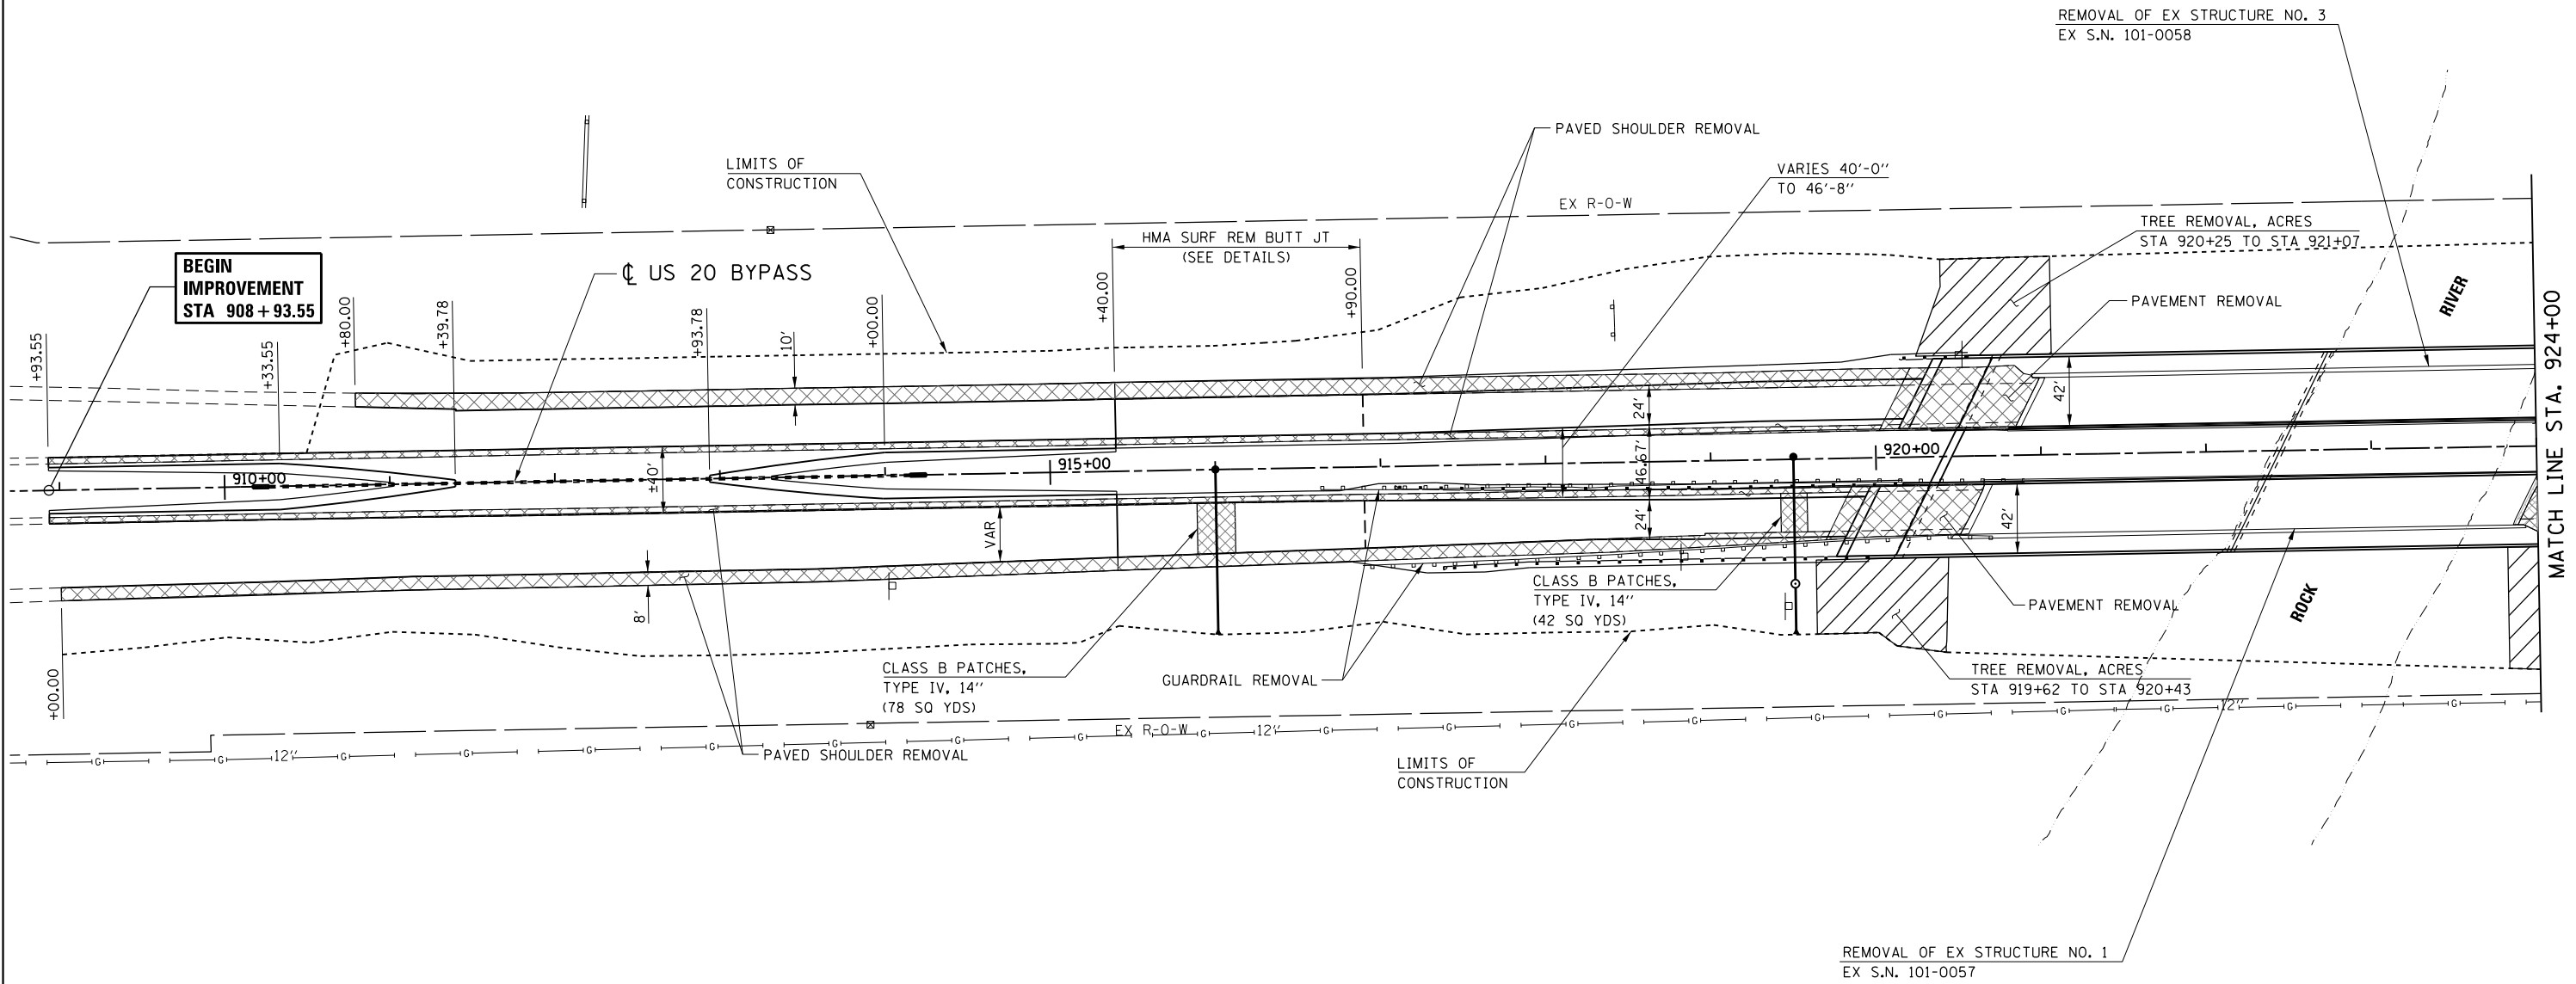 REMOVAL OF EX STRUCTURE NO. 3
EX S.N. 101-0058
PAVED SHOULDER REMOVAL
LIMITS OF
CONSTRUCTION
VARIES 40'-0"
TO 46'-8"
EX R-O-W
TREE REMOVAL, ACRES
STA 920+25 TO STA 921+07
HMA SURF REM BUTT JT
(SEE DETAILS)
BEGIN
IMPROVEMENT
STA 908+93.55
℄ US 20 BYPASS
PAVEMENT REMOVAL
RIVER
MATCH LINE STA. 924+00
+93.55
+33.55
+80.00
+39.78
+93.78
10'
+00.00
+40.00
+90.00
24'
42'
910+00
915+00
920+00
±40'
46.67'
VAR
24'
42'
8'
+00.00
CLASS B PATCHES,
TYPE IV, 14"
(42 SQ YDS)
PAVEMENT REMOVAL
ROCK
CLASS B PATCHES,
TYPE IV, 14"
(78 SQ YDS)
GUARDRAIL REMOVAL
TREE REMOVAL, ACRES
STA 919+62 TO STA 920+43
EX R-O-W
12"
12"
12"
G G G G G G G G G G G G G G G G G G G G
PAVED SHOULDER REMOVAL
LIMITS OF
CONSTRUCTION
REMOVAL OF EX STRUCTURE NO. 1
EX S.N. 101-0057